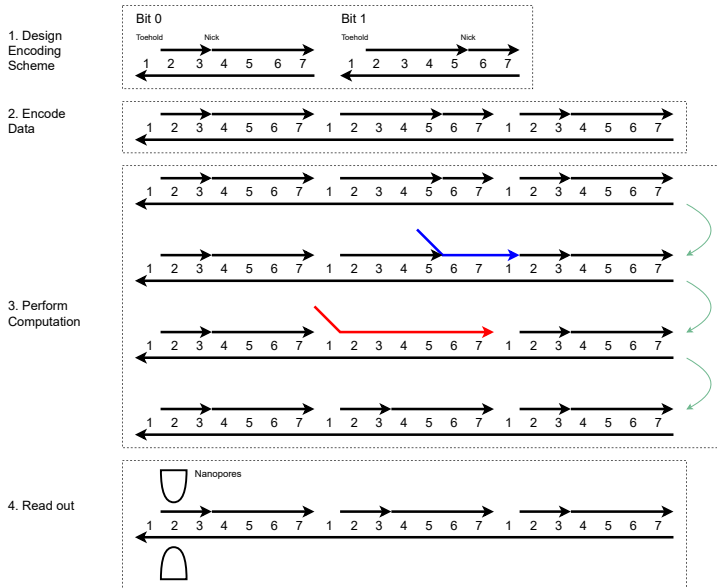 Bit 0
Bit 1
1. Design
Encoding
Scheme
Toehold
Nick
Toehold
Nick
1 2 3 4 5 6 7
1 2 3 4 5 6 7
2. Encode
Data
1 2 3 4 5 6 7 1 2 3 4 5 6 7 1 2 3 4 5 6 7
1 2 3 4 5 6 7 1 2 3 4 5 6 7 1 2 3 4 5 6 7
1 2 3 4 5 6 7 1 2 3 4 5 6 7 1 2 3 4 5 6 7
3. Perform
Computation
1 2 3 4 5 6 7 1 2 3 4 5 6 7 1 2 3 4 5 6 7
1 2 3 4 5 6 7 1 2 3 4 5 6 7 1 2 3 4 5 6 7
Nanopores
4. Read out
1 2 3 4 5 6 7 1 2 3 4 5 6 7 1 2 3 4 5 6 7